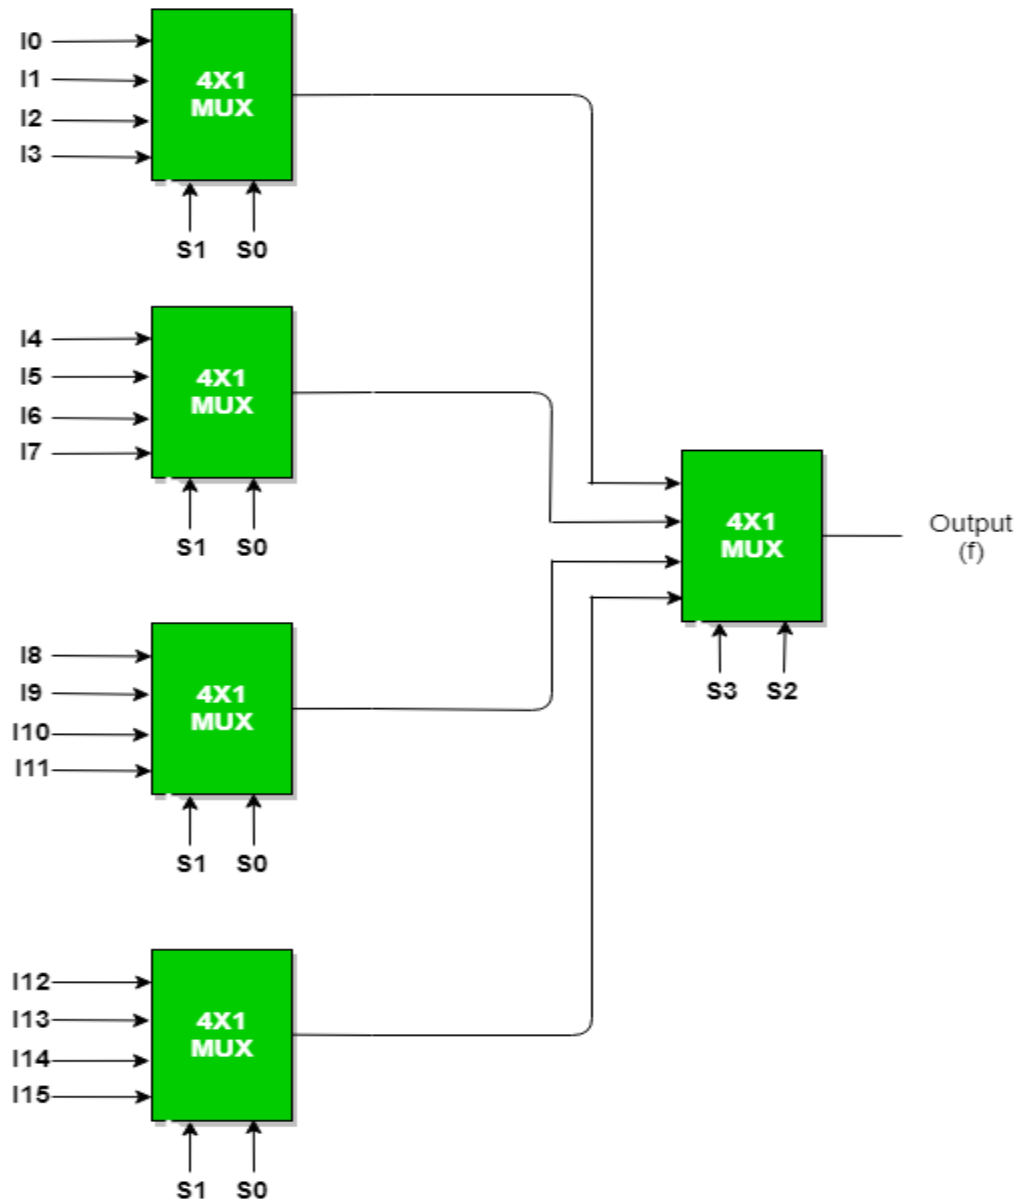 I0
I1
I2
I3
4X1
MUX
S1 S0
I4
I5
I6
I7
4X1
MUX
S1 S0
4X1
MUX
Output
(f)
S3 S2
I8
I9
I10
I11
4X1
MUX
S1 S0
I12
I13
I14
I15
4X1
MUX
S1 S0